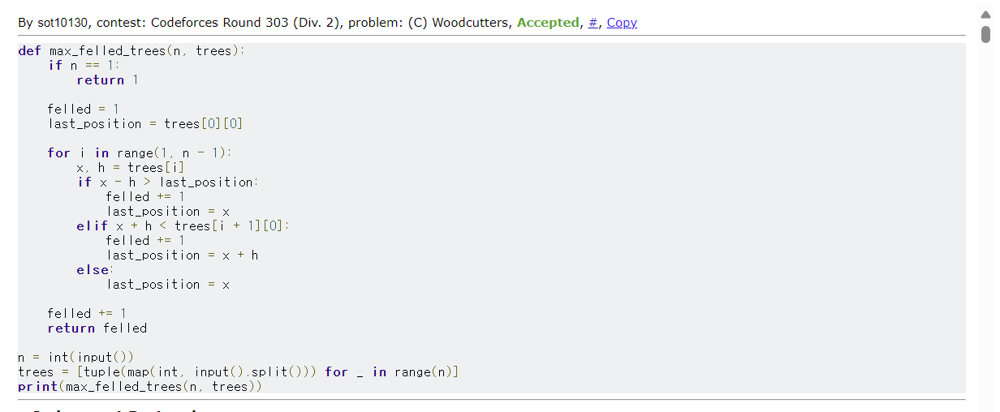 By sot10130, contest: Codeforces Round 303 (Div. 2), problem: (C) Woodcutters, Accepted, #, Copy
def max_felled_trees(n, trees):
    if n == 1:
        return 1

    felled = 1
    last_position = trees[0][0]

    for i in range(1, n - 1):
        x, h = trees[i]
        if x - h > last_position:
            felled += 1
            last_position = x
        elif x + h < trees[i + 1][0]:
            felled += 1
            last_position = x + h
        else:
            last_position = x

    felled += 1
    return felled

n = int(input())
trees = [tuple(map(int, input().split())) for _ in range(n)]
print(max_felled_trees(n, trees))